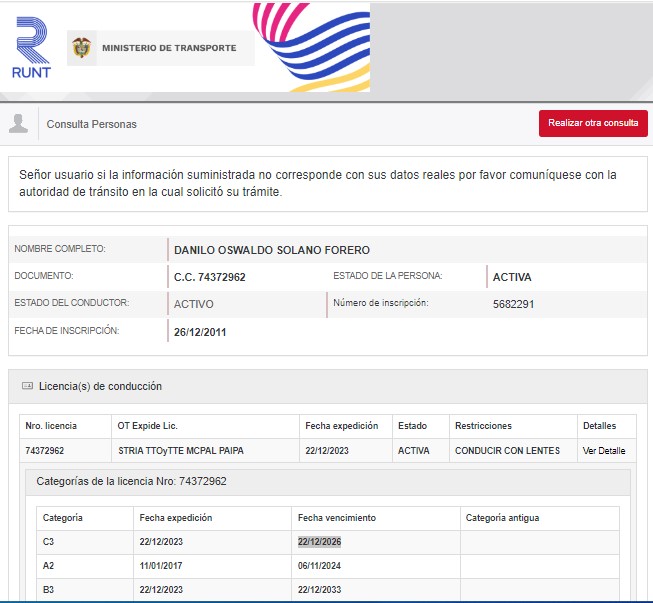 RUNT
MINISTERIO DE TRANSPORTE
Consulta Personas
Realizar otra consulta
Señor usuario si la información suministrada no corresponde con sus datos reales por favor comuníquese con la
autoridad de tránsito en la cual solicitó su trámite.
NOMBRE COMPLETO: DANILO OSWALDO SOLANO FORERO
DOCUMENTO: C.C. 74372962 ESTADO DE LA PERSONA: ACTIVA
ESTADO DEL CONDUCTOR: ACTIVO Número de inscripción: 5682291
FECHA DE INSCRIPCIÓN: 26/12/2011
Licencia(s) de conducción
Nro. licencia OT Expide Lic. Fecha expedición Estado Restricciones Detalles
74372962 STRIA TTOyTTE MCPAL PAIPA 22/12/2023 ACTIVA CONDUCIR CON LENTES Ver Detalle
Categorías de la licencia Nro: 74372962
Categoría Fecha expedición Fecha vencimiento Categoría antigua
C3 22/12/2023 22/12/2026
A2 11/01/2017 06/11/2024
B3 22/12/2023 22/12/2033